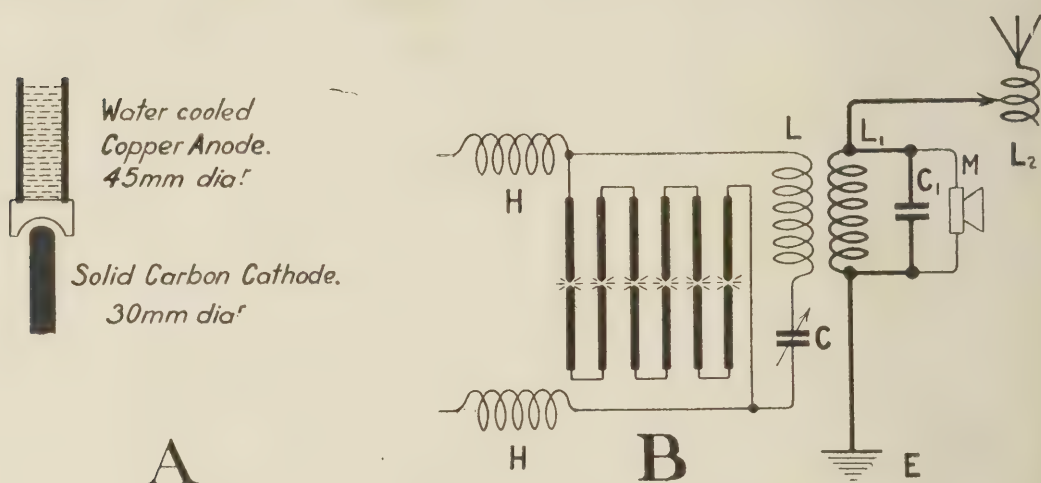 Water cooled
Copper Anode.
45mm diar
Solid Carbon Cathode.
30mm diar
A
H
H
B
L
C
L1
C1
M
L2
E